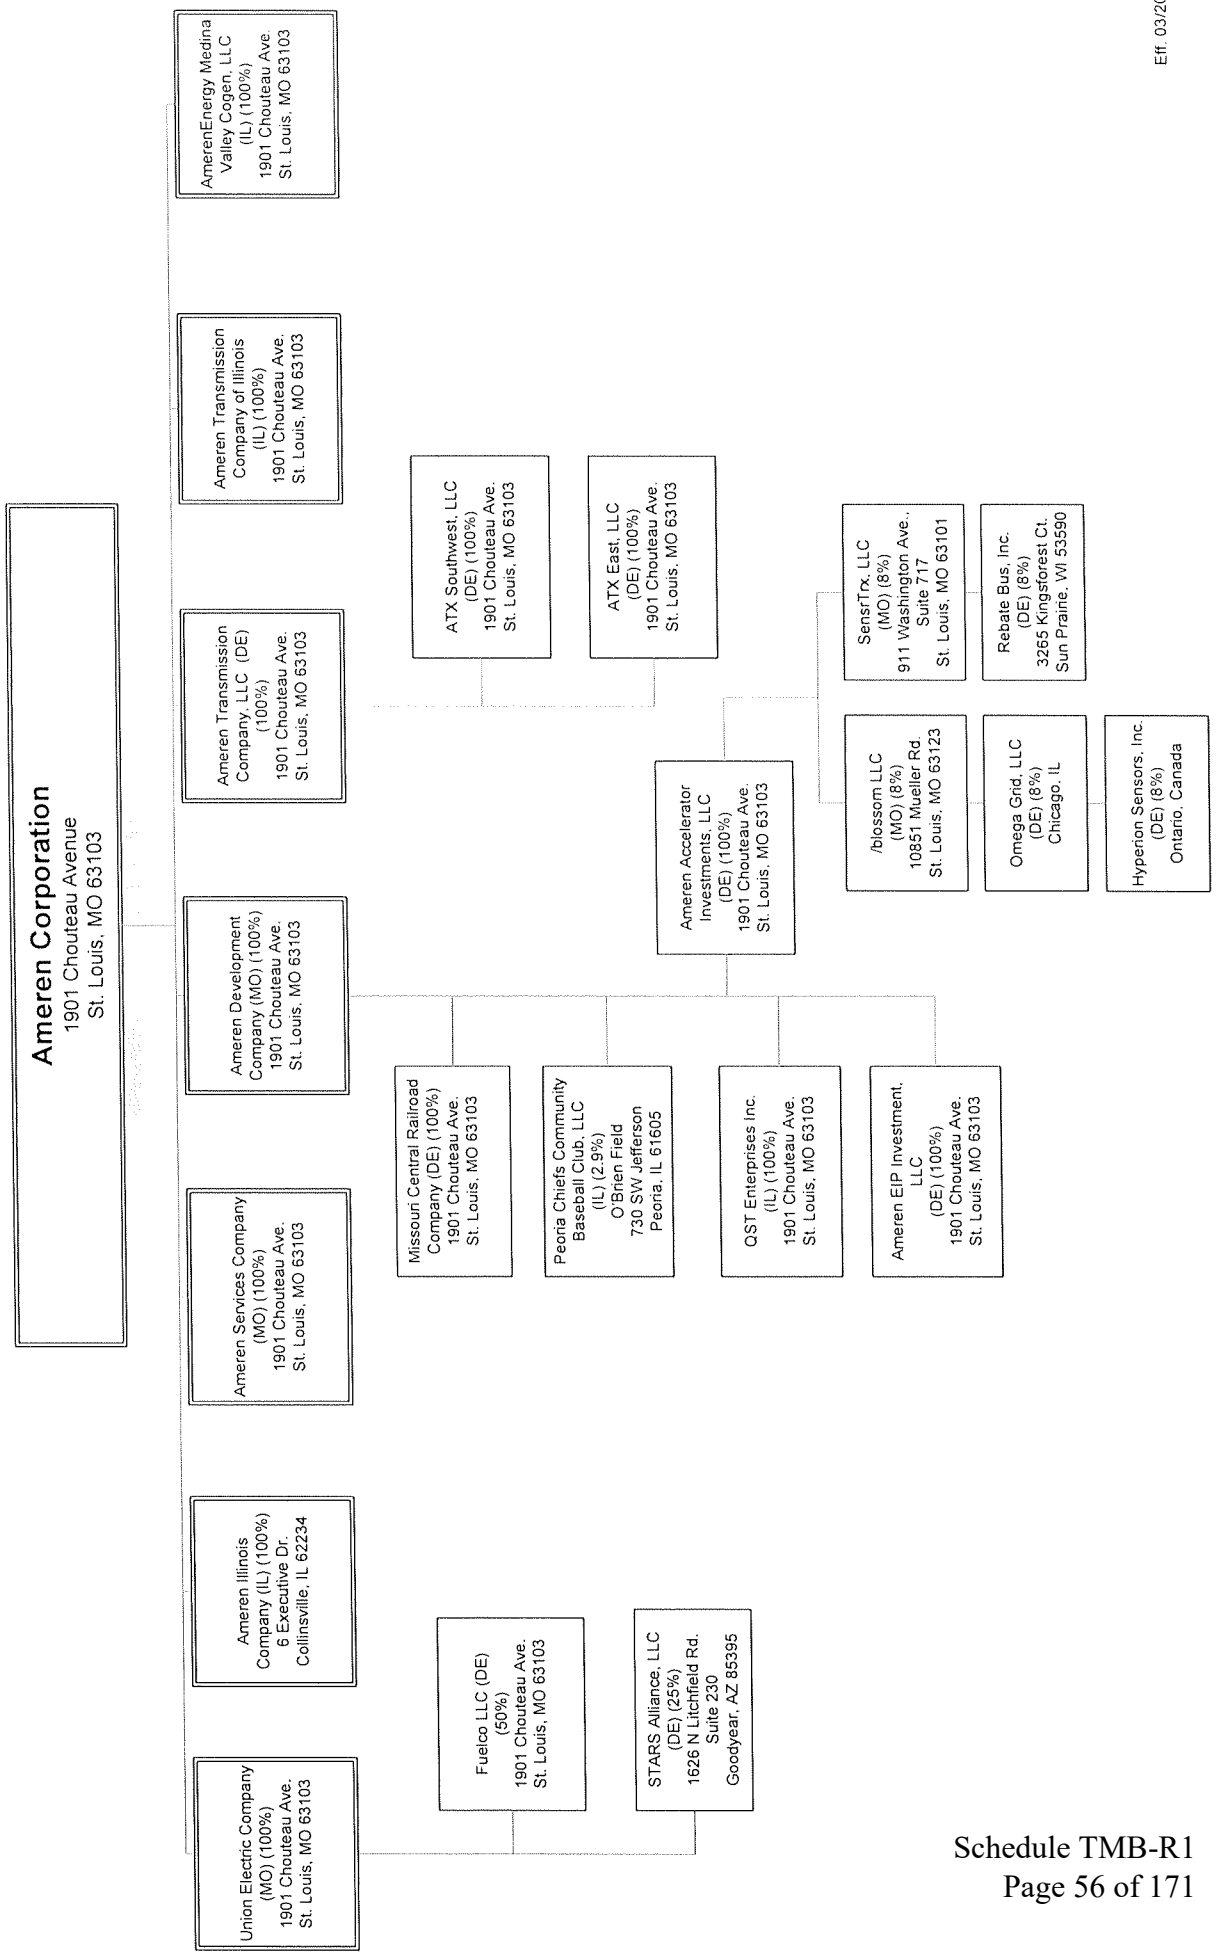 Ameren Corporation
1901 Chouteau Avenue
St. Louis, MO 63103
Union Electric Company
(MO) (100%)
1901 Chouteau Ave.
St. Louis, MO 63103
Ameren Illinois
Company (IL) (100%)
6 Executive Dr.
Collinsville, IL 62234
Ameren Services Company
(MO) (100%)
1901 Chouteau Ave.
St. Louis, MO 63103
Ameren Development
Company (MO) (100%)
1901 Chouteau Ave.
St. Louis, MO 63103
Ameren Transmission
Company, LLC (DE)
(100%)
1901 Chouteau Ave.
St. Louis, MO 63103
Ameren Transmission
Company of Illinois
(IL) (100%)
1901 Chouteau Ave.
St. Louis, MO 63103
AmerenEnergy Medina
Valley Cogen, LLC
(IL) (100%)
1901 Chouteau Ave.
St. Louis, MO 63103
Fuelco LLC (DE)
(50%)
1901 Chouteau Ave.
St. Louis, MO 63103
STARS Alliance, LLC
(DE) (25%)
1626 N Litchfield Rd.
Suite 230
Goodyear, AZ 85395
Missouri Central Railroad
Company (DE) (100%)
1901 Chouteau Ave.
St. Louis, MO 63103
Peoria Chiefs Community
Baseball Club, LLC
(IL) (2.9%)
O'Brien Field
730 SW Jefferson
Peoria, IL 61605
QST Enterprises Inc.
(IL) (100%)
1901 Chouteau Ave.
St. Louis, MO 63103
Ameren EIP Investment,
LLC
(DE) (100%)
1901 Chouteau Ave.
St. Louis, MO 63103
Ameren Accelerator
Investments, LLC
(DE) (100%)
1901 Chouteau Ave.
St. Louis, MO 63103
ATX Southwest, LLC
(DE) (100%)
1901 Chouteau Ave.
St. Louis, MO 63103
ATX East, LLC
(DE) (100%)
1901 Chouteau Ave.
St. Louis, MO 63103
/blossom LLC
(MO) (8%)
10851 Mueller Rd.
St. Louis, MO 63123
Omega Grid, LLC
(DE) (8%)
Chicago, IL
Hyperion Sensors, Inc.
(DE) (8%)
Ontario, Canada
SensrTrx, LLC
(MO) (8%)
911 Washington Ave.,
Suite 717
St. Louis, MO 63101
Rebate Bus, Inc.
(DE) (8%)
3265 Kingsforest Ct.
Sun Prairie, WI 53590
Eff. 03/20
Schedule TMB-R1
Page 56 of 171